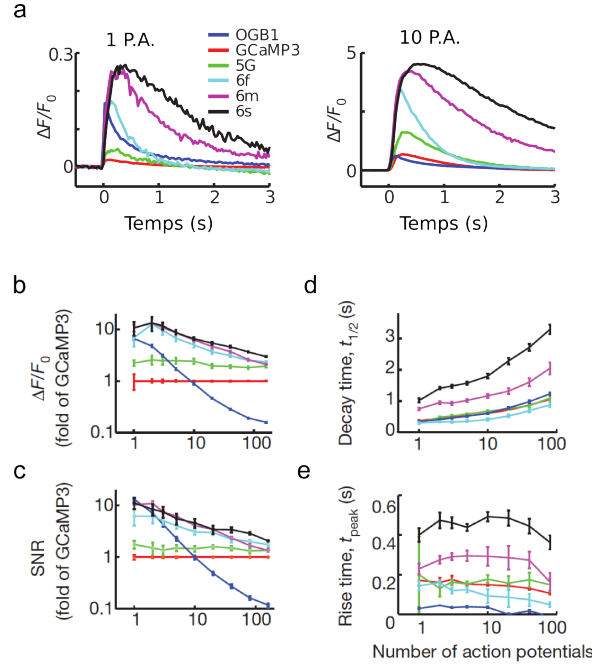 a
1 P.A.
10 P.A.
OGB1
GCaMP3
5G
6f
6m
6s
ΔF/F0
0.3
0
0 1 2 3
Temps (s)
ΔF/F0
5
0
0 1 2 3
Temps (s)
b
ΔF/F0
(fold of GCaMP3)
10
1
0.1
1 10 100
c
SNR
(fold of GCaMP3)
10
1
0.1
1 10 100
d
Decay time, t1/2 (s)
3
2
1
0
1 10 100
e
Rise time, tpeak (s)
0.6
0.4
0.2
0
1 10 100
Number of action potentials